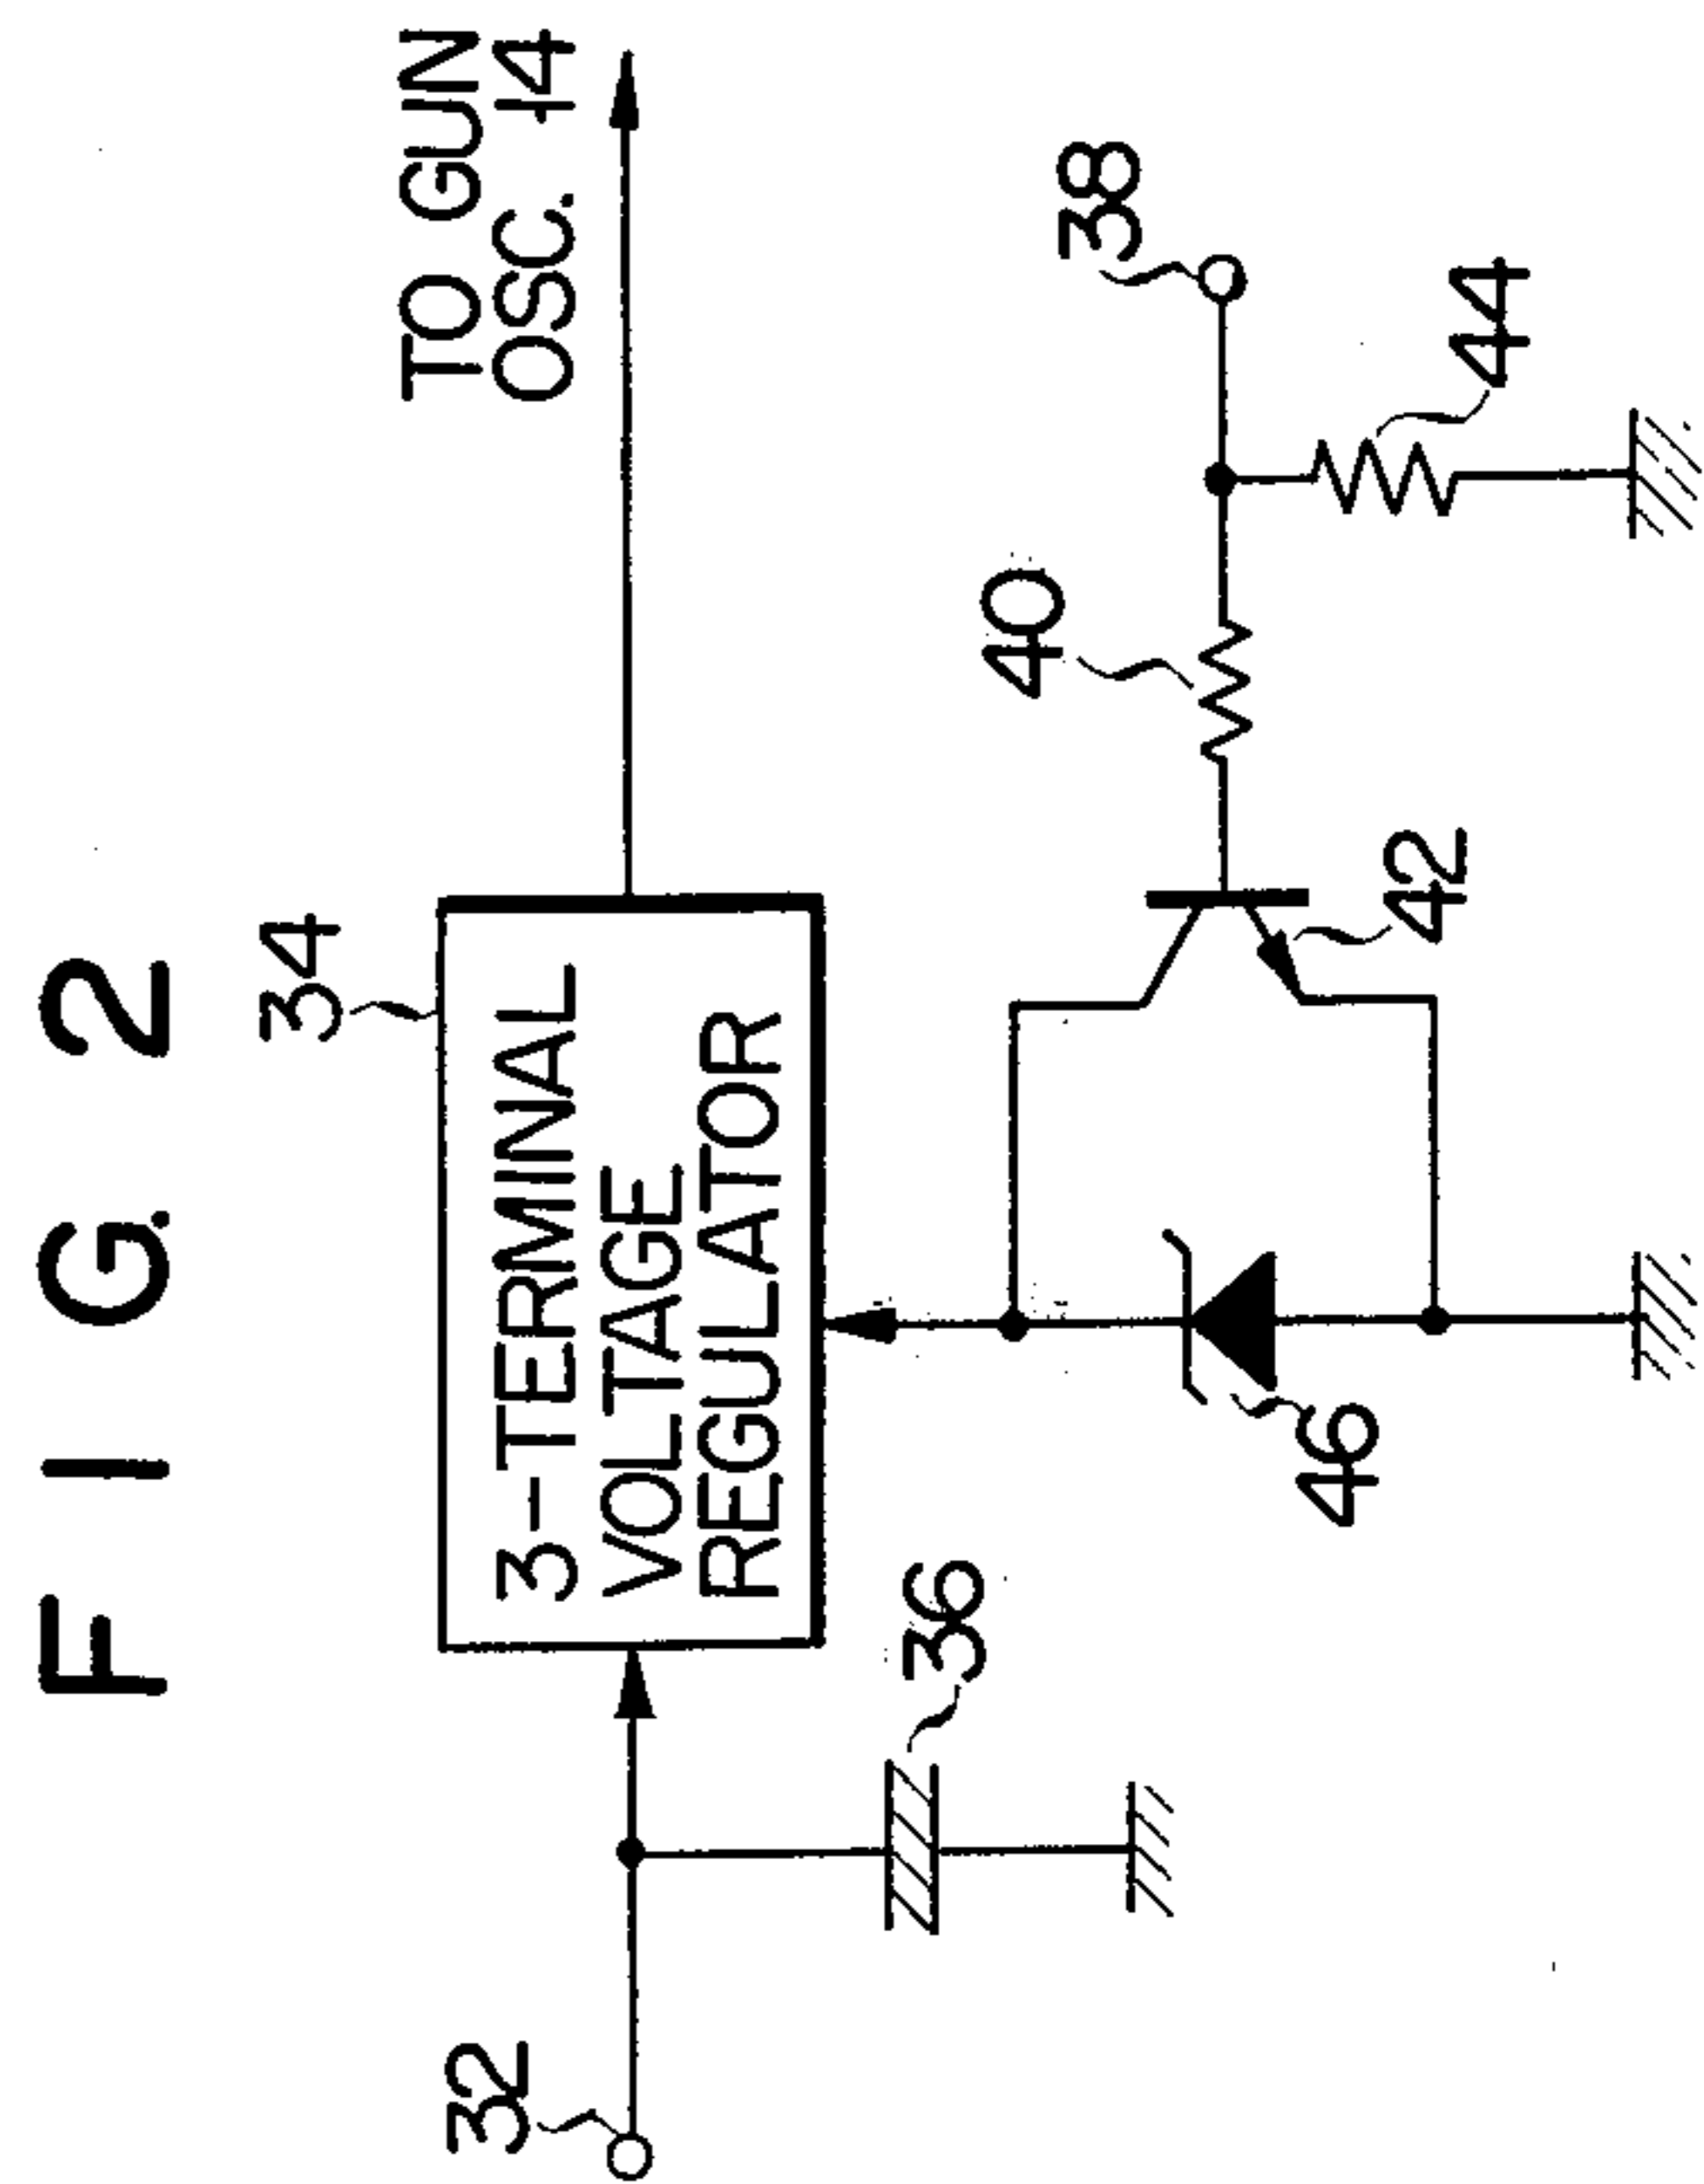 FIG. 2
34
TO GUN
OSC. 14
3-TERMINAL
VOLTAGE
REGULATOR
32
36
38
40
44
42
46